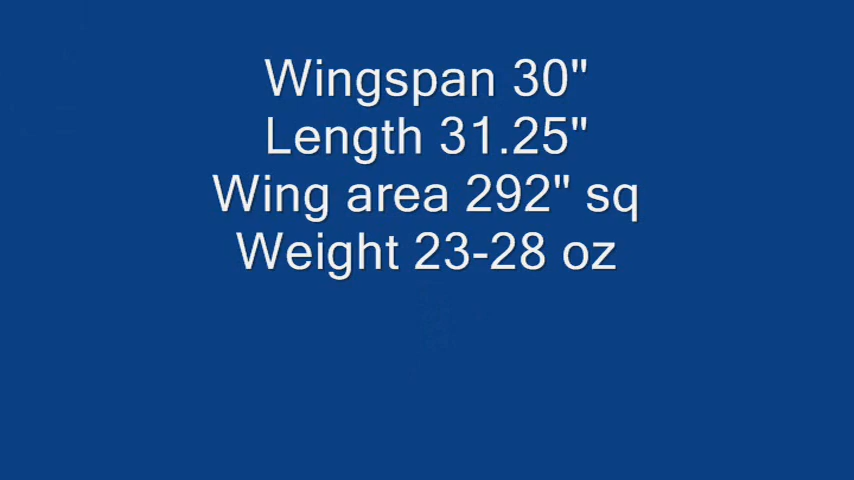 Wingspan 30"
Length 31.25"
Wing area 292" sq
Weight 23-28 oz